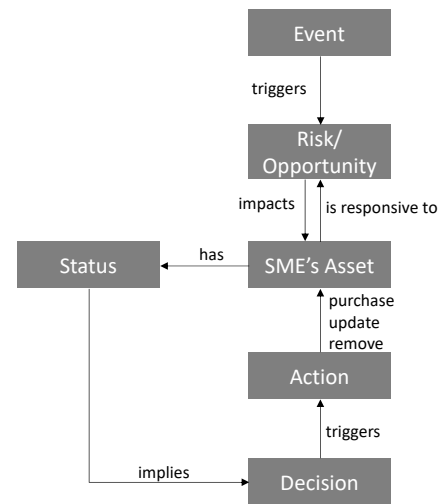 Event
triggers
Risk/
Opportunity
impacts
is responsive to
Status
has
SME's Asset
purchase
update
remove
Action
triggers
implies
Decision